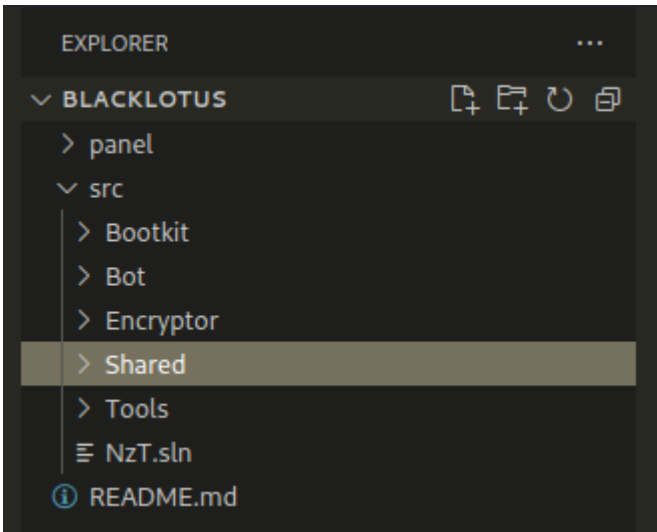 EXPLORER
BLACKLOTUS
panel
src
Bootkit
Bot
Encryptor
Shared
Tools
NzT.sln
README.md